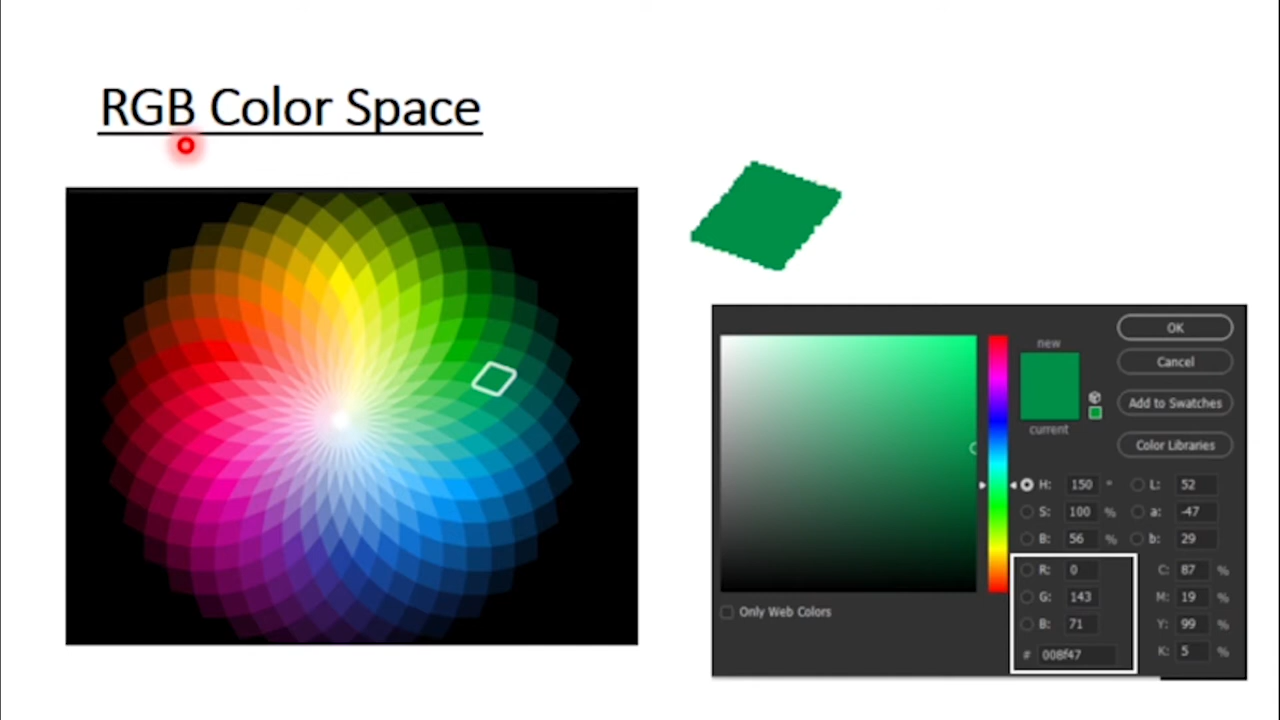 RGB Color Space
new
current
OK
Cancel
Add to Swatches
Color Libraries
H: 150 °
S: 100 %
B: 56 %
L: 52
a: -47
b: 29
R: 0
G: 143
B: 71
# 008f47
C: 87 %
M: 19 %
Y: 99 %
K: 5 %
Only Web Colors